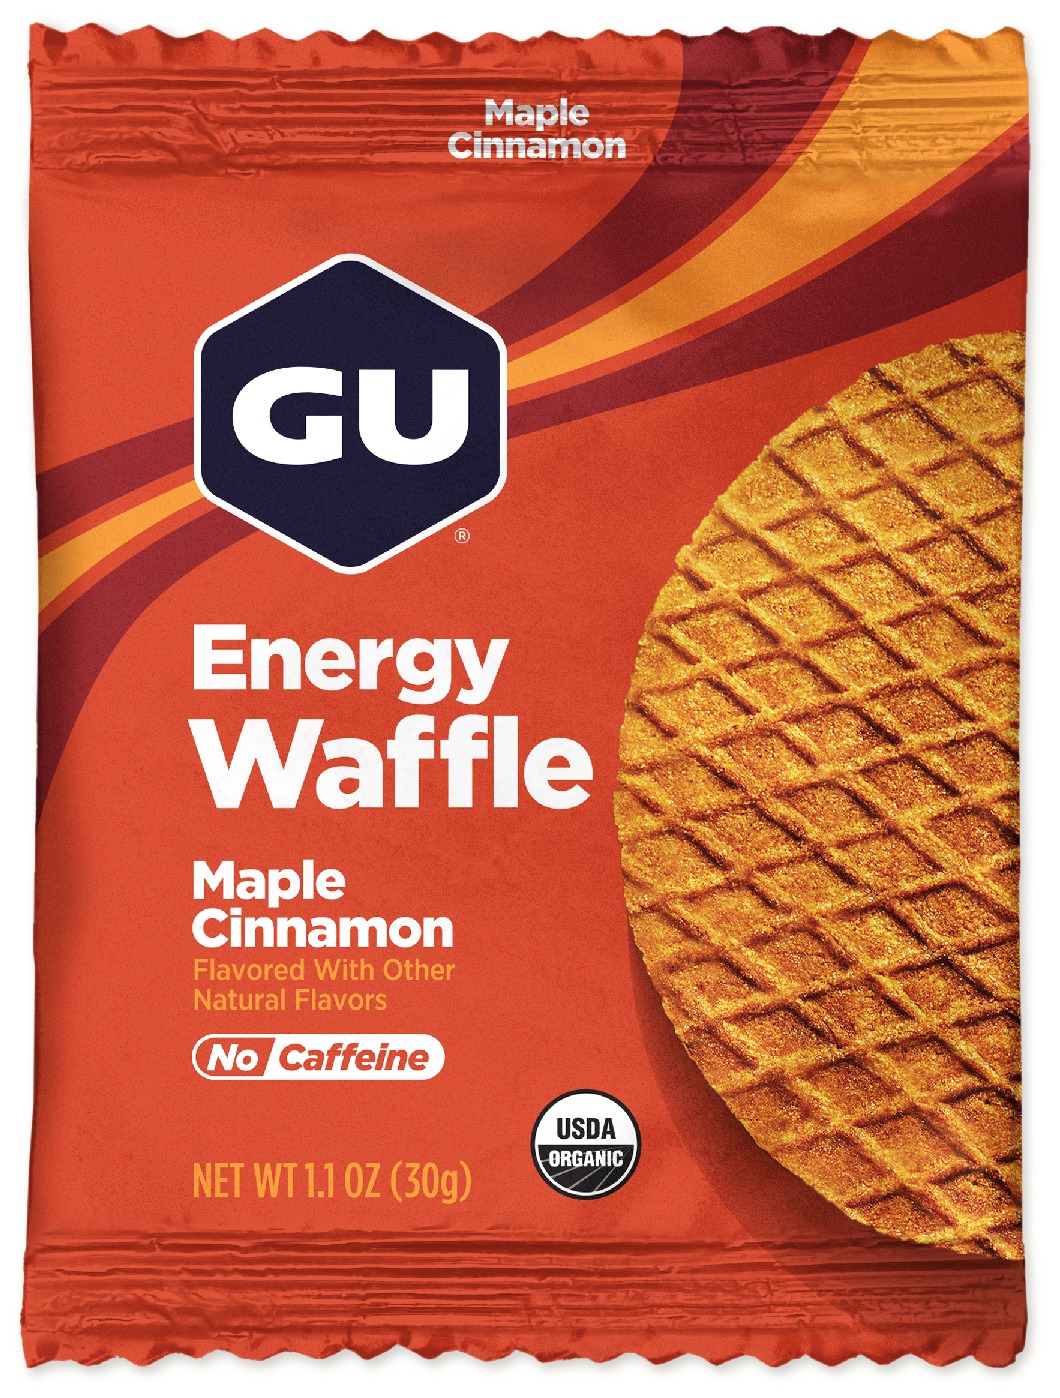 Maple
Cinnamon
GU
®
Energy
Waffle
Maple
Cinnamon
Flavored With Other
Natural Flavors
No Caffeine
NET WT 1.1 OZ (30g)
USDA
ORGANIC